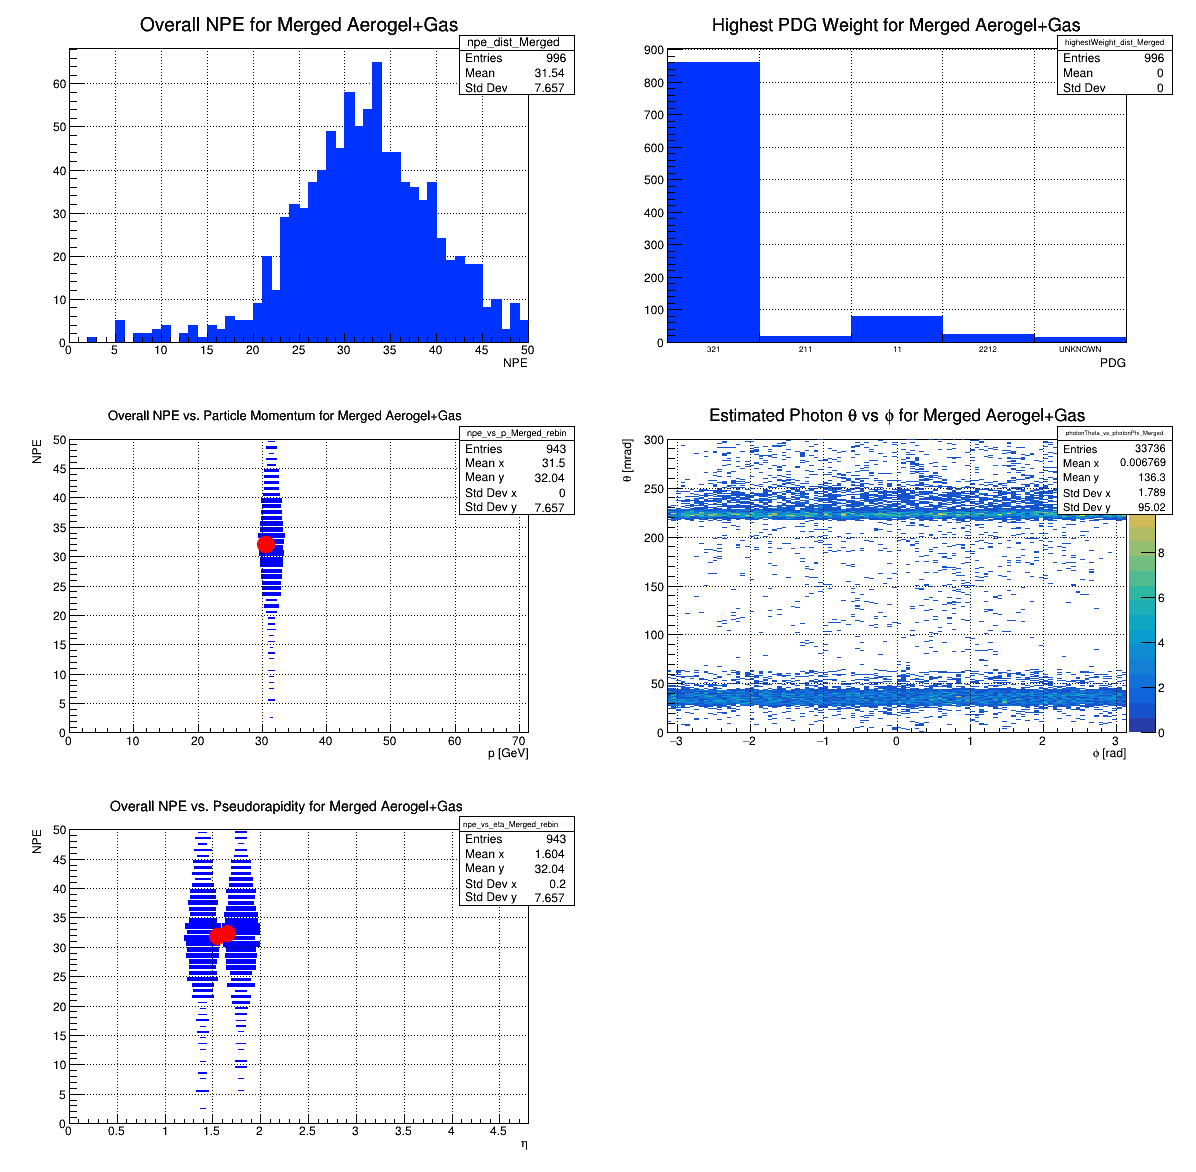 Overall NPE for Merged Aerogel+Gas
npe_dist_Merged
Entries 996
Mean 31.54
Std Dev 7.657
60
50
40
30
20
10
0
0 5 10 15 20 25 30 35 40 45 50
NPE
Highest PDG Weight for Merged Aerogel+Gas
highestWeight_dist_Merged
Entries 996
Mean 0
Std Dev 0
900
800
700
600
500
400
300
200
100
0
321 211 11 2212 UNKNOWN
PDG
Overall NPE vs. Particle Momentum for Merged Aerogel+Gas
npe_vs_p_Merged_rebin
Entries 943
Mean x 31.5
Mean y 32.04
Std Dev x 0
Std Dev y 7.657
NPE
50
45
40
35
30
25
20
15
10
5
0
0 10 20 30 40 50 60 70
p [GeV]
Estimated Photon θ vs ϕ for Merged Aerogel+Gas
photonTheta_vs_photonPhi_Merged
Entries 33736
Mean x 0.006769
Mean y 136.3
Std Dev x 1.789
Std Dev y 95.02
θ [mrad]
300
250
200
150
100
50
0
−3 −2 −1 0 1 2 3
ϕ [rad]
8
6
4
2
0
Overall NPE vs. Pseudorapidity for Merged Aerogel+Gas
npe_vs_eta_Merged_rebin
Entries 943
Mean x 1.604
Mean y 32.04
Std Dev x 0.2
Std Dev y 7.657
NPE
50
45
40
35
30
25
20
15
10
5
0
0 0.5 1 1.5 2 2.5 3 3.5 4 4.5
η